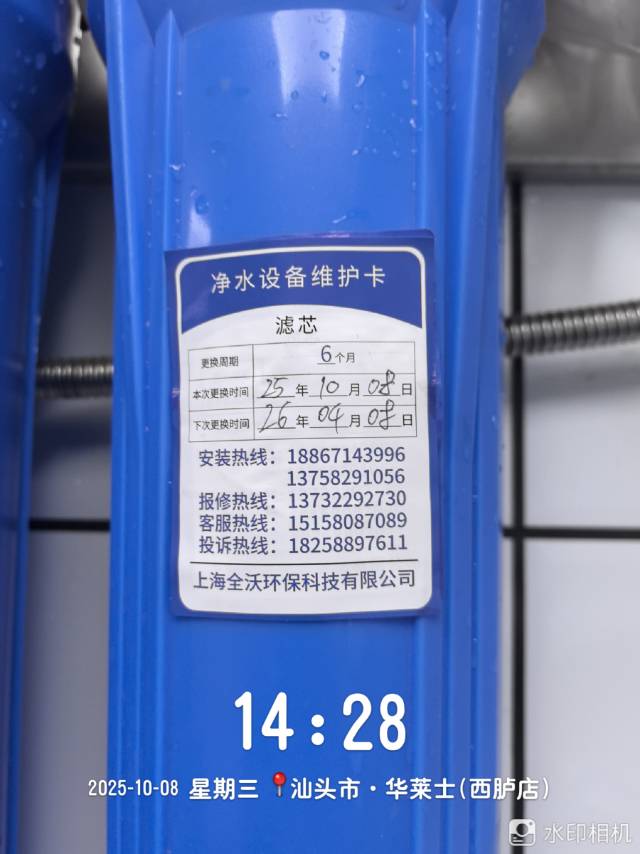 净水设备维护卡
滤芯
更换周期 6个月
本次更换时间 25年10月08日
下次更换时间 26年04月08日
安装热线：18867143996
13758291056
报修热线：13732292730
客服热线：15158087089
投诉热线：18258897611
上海全沃环保科技有限公司
14:28
2025-10-08 星期三 汕头市·华莱士(西胪店)
水印相机